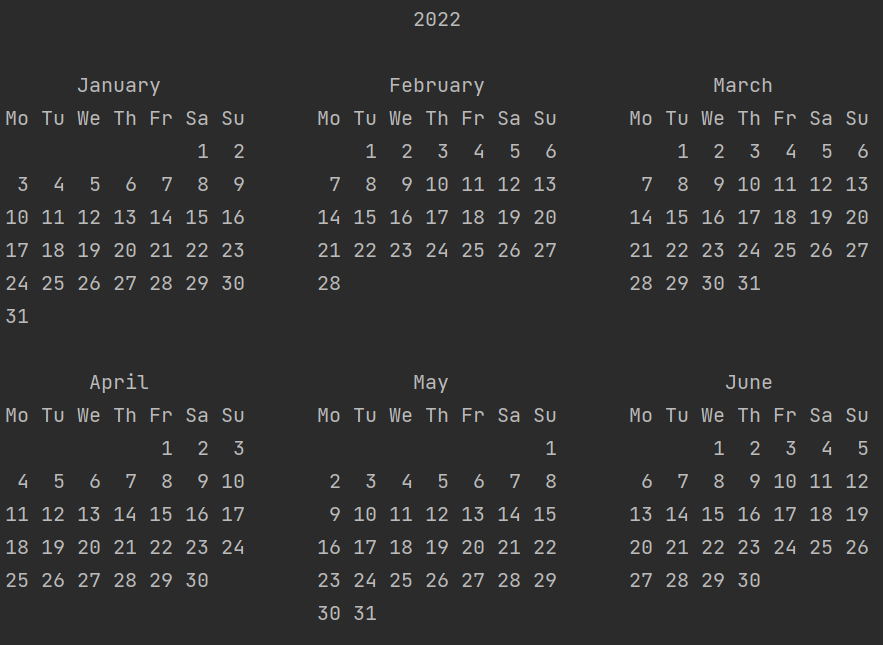 2022
January February March
Mo Tu We Th Fr Sa Su Mo Tu We Th Fr Sa Su Mo Tu We Th Fr Sa Su
1 2 1 2 3 4 5 6 1 2 3 4 5 6
3 4 5 6 7 8 9 7 8 9 10 11 12 13 7 8 9 10 11 12 13
10 11 12 13 14 15 16 14 15 16 17 18 19 20 14 15 16 17 18 19 20
17 18 19 20 21 22 23 21 22 23 24 25 26 27 21 22 23 24 25 26 27
24 25 26 27 28 29 30 28 28 29 30 31
31
April May June
Mo Tu We Th Fr Sa Su Mo Tu We Th Fr Sa Su Mo Tu We Th Fr Sa Su
1 2 3 1 1 2 3 4 5
4 5 6 7 8 9 10 2 3 4 5 6 7 8 6 7 8 9 10 11 12
11 12 13 14 15 16 17 9 10 11 12 13 14 15 13 14 15 16 17 18 19
18 19 20 21 22 23 24 16 17 18 19 20 21 22 20 21 22 23 24 25 26
25 26 27 28 29 30 23 24 25 26 27 28 29 27 28 29 30
30 31